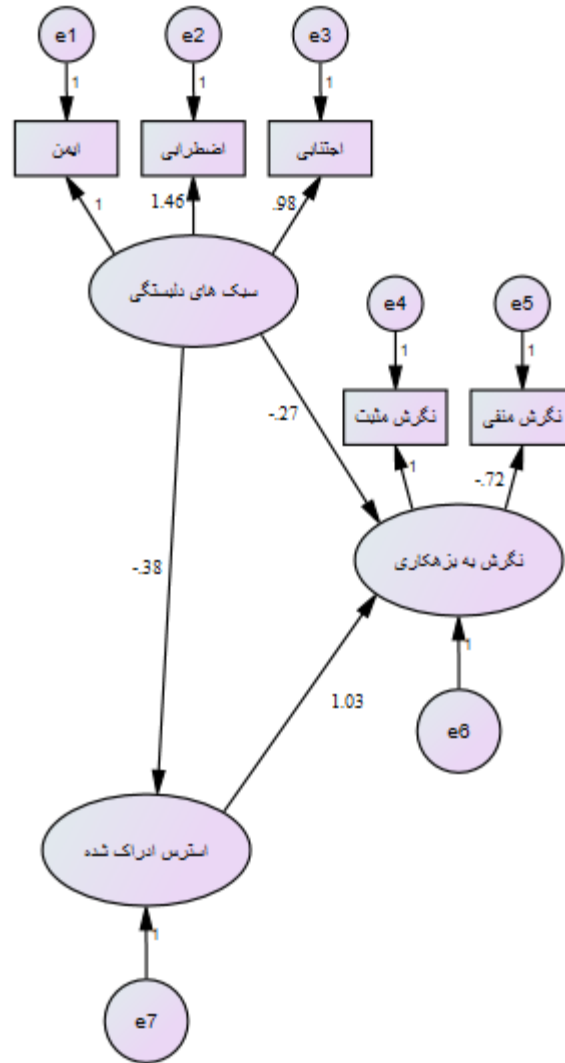 e1 e2 e3
1 1 1
ایمن اضطرابی اجتنابی
1 1.46 .98
سبک های دلبستگی
e4 e5
1 1
نگرش مثبت نگرش منفی
-.27
1 -.72
نگرش به بزهکاری
-.38
1
1.03
e6
استرس ادراک شده
1
e7